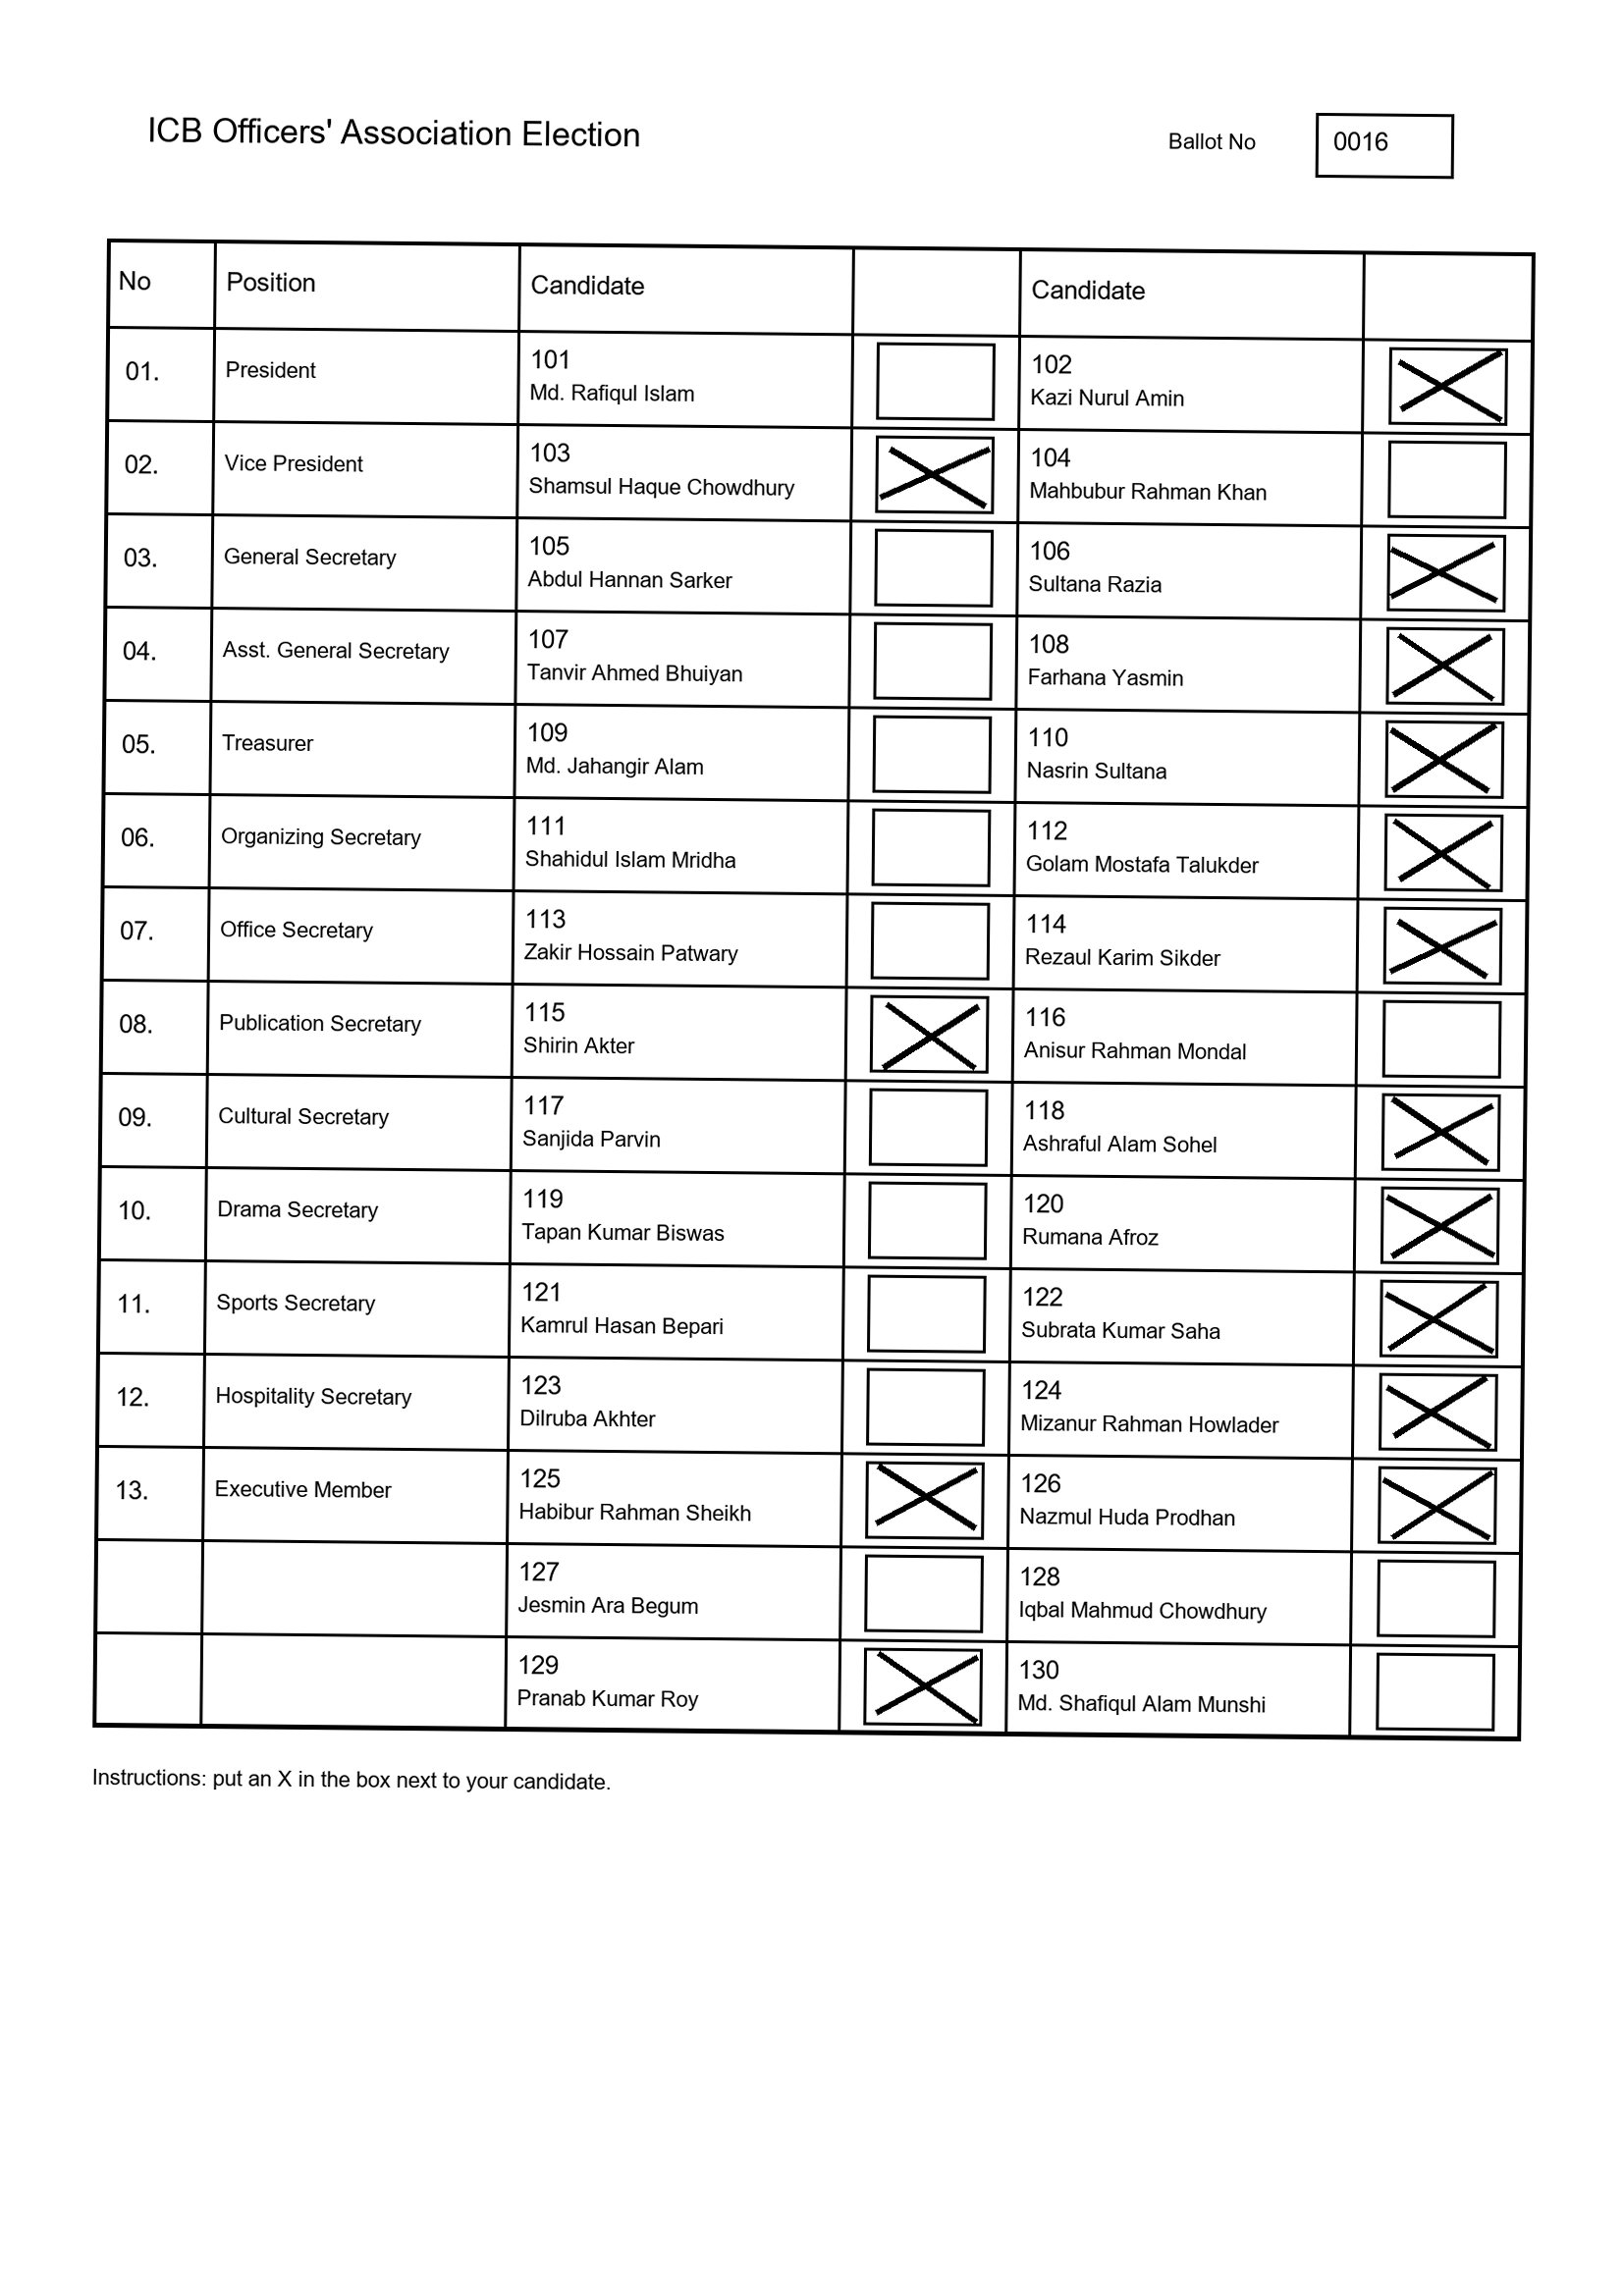 ICB Officers' Association Election
Ballot No 0016
No Position Candidate Candidate
01. President 101 Md. Rafiqul Islam 102 Kazi Nurul Amin
02. Vice President 103 Shamsul Haque Chowdhury 104 Mahbubur Rahman Khan
03. General Secretary 105 Abdul Hannan Sarker 106 Sultana Razia
04. Asst. General Secretary 107 Tanvir Ahmed Bhuiyan 108 Farhana Yasmin
05. Treasurer 109 Md. Jahangir Alam 110 Nasrin Sultana
06. Organizing Secretary 111 Shahidul Islam Mridha 112 Golam Mostafa Talukder
07. Office Secretary 113 Zakir Hossain Patwary 114 Rezaul Karim Sikder
08. Publication Secretary 115 Shirin Akter 116 Anisur Rahman Mondal
09. Cultural Secretary 117 Sanjida Parvin 118 Ashraful Alam Sohel
10. Drama Secretary 119 Tapan Kumar Biswas 120 Rumana Afroz
11. Sports Secretary 121 Kamrul Hasan Bepari 122 Subrata Kumar Saha
12. Hospitality Secretary 123 Dilruba Akhter 124 Mizanur Rahman Howlader
13. Executive Member 125 Habibur Rahman Sheikh 126 Nazmul Huda Prodhan
127 Jesmin Ara Begum 128 Iqbal Mahmud Chowdhury
129 Pranab Kumar Roy 130 Md. Shafiqul Alam Munshi
Instructions: put an X in the box next to your candidate.